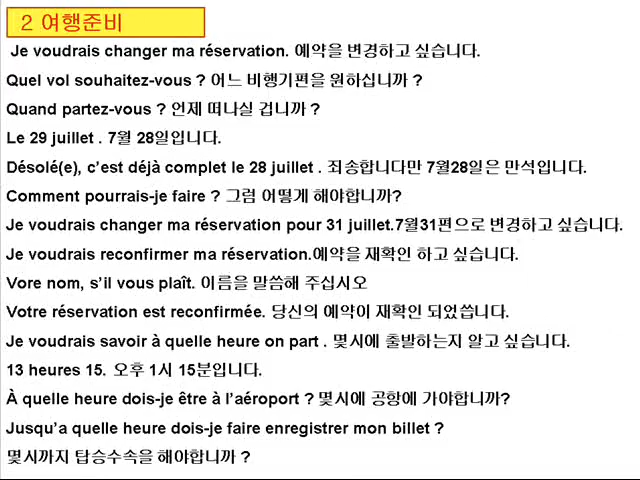 2 여행준비
Je voudrais changer ma réservation. 예약을 변경하고 싶습니다.
Quel vol souhaitez-vous ? 어느 비행기편을 원하십니까 ?
Quand partez-vous ? 언제 떠나실 겁니까 ?
Le 29 juillet . 7월 28일입니다.
Désolé(e), c’est déjà complet le 28 juillet . 죄송합니다만 7월28일은 만석입니다.
Comment pourrais-je faire ? 그럼 어떻게 해야합니까?
Je voudrais changer ma réservation pour 31 juillet.7월31편으로 변경하고 싶습니다.
Je voudrais reconfirmer ma réservation.예약을 재확인 하고 싶습니다.
Vore nom, s’il vous plaît. 이름을 말씀해 주십시오
Votre réservation est reconfirmée. 당신의 예약이 재확인 되었씁니다.
Je voudrais savoir à quelle heure on part . 몇시에 출발하는지 알고 싶습니다.
13 heures 15. 오후 1시 15분입니다.
À quelle heure dois-je être à l’aéroport ? 몇시에 공항에 가야합니까?
Jusqu’a quelle heure dois-je faire enregistrer mon billet ?
몇시까지 탑승수속을 해야합니까 ?